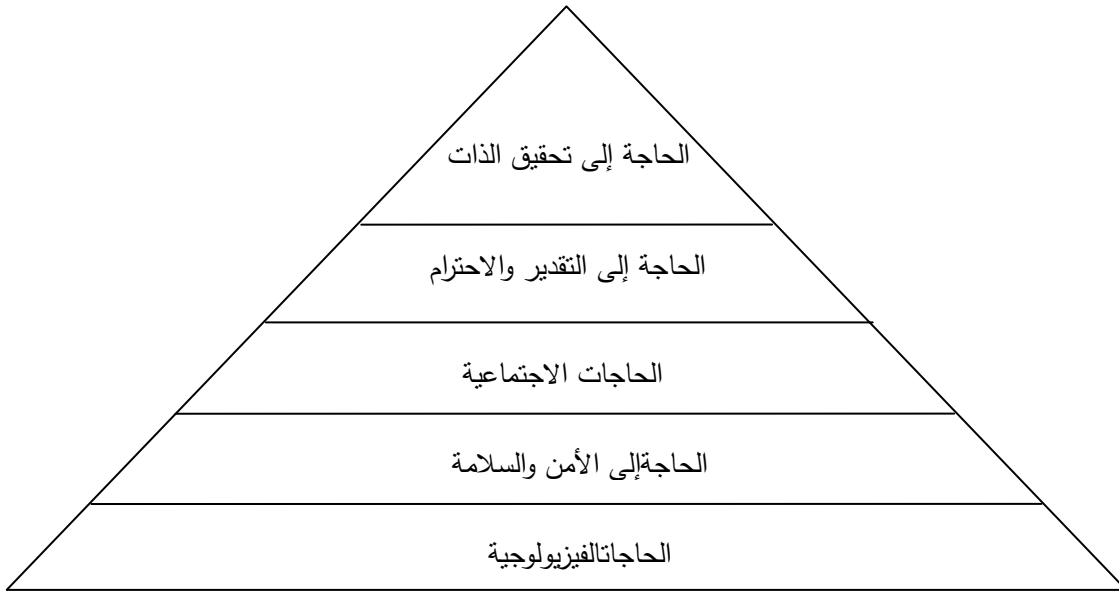 الحاجة إلى تحقيق الذات
الحاجة إلى التقدير والاحترام
الحاجات الاجتماعية
الحاجةإلى الأمن والسلامة
الحاجاتالفيزيولوجية